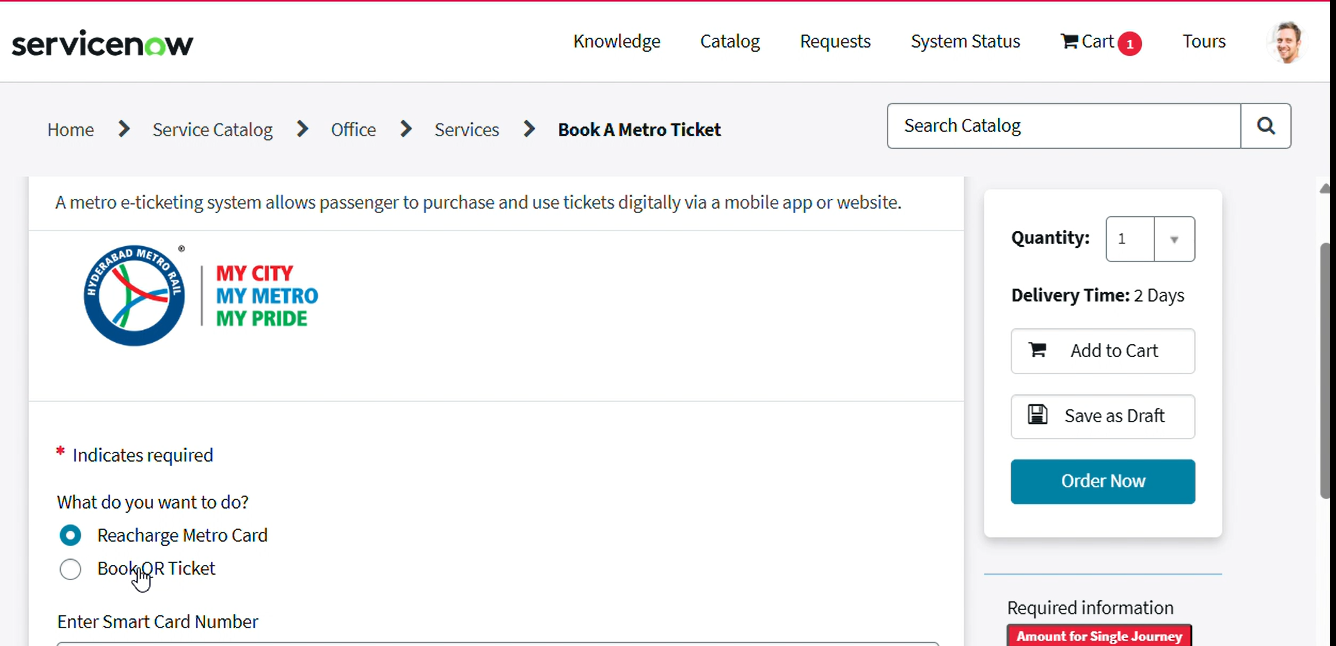 servicenow
Knowledge Catalog Requests System Status Cart 1 Tours
Home Service Catalog Office Services Book A Metro Ticket
Search Catalog
A metro e-ticketing system allows passenger to purchase and use tickets digitally via a mobile app or website.
HYDERABAD METRO RAIL ®
MY CITY
MY METRO
MY PRIDE
* Indicates required
What do you want to do?
Reacharge Metro Card
Book QR Ticket
Enter Smart Card Number
Quantity: 1
Delivery Time: 2 Days
Add to Cart
Save as Draft
Order Now
Required information
Amount for Single Journey